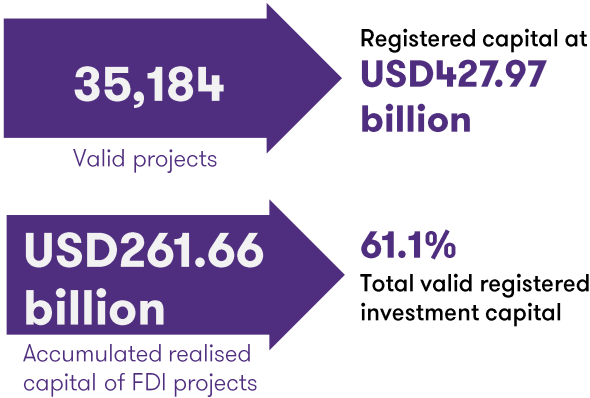 35,184
Valid projects
Registered capital at
USD427.97
billion
USD261.66
billion
Accumulated realised
capital of FDI projects
61.1%
Total valid registered
investment capital